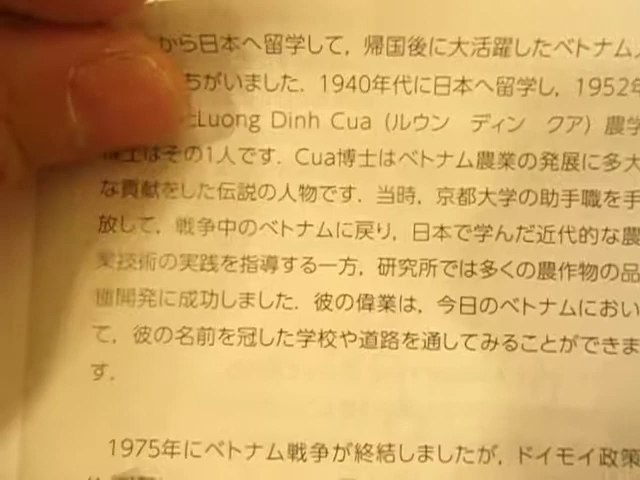 から日本へ留学して，帰国後に大活躍したベトナム人
ちがいました．1940年代に日本へ留学し，1952年
Luong Dinh Cua（ルウン　ディン　クア）農学
博士はその1人です．Cua博士はベトナム農業の発展に多大
な貢献をした伝説の人物です．当時，京都大学の助手職を手
放して，戦争中のベトナムに戻り，日本で学んだ近代的な農
業技術の実践を指導する一方，研究所では多くの農作物の品
種開発に成功しました．彼の偉業は，今日のベトナムにおい
て，彼の名前を冠した学校や道路を通してみることができま
す．
1975年にベトナム戦争が終結しましたが，ドイモイ政策